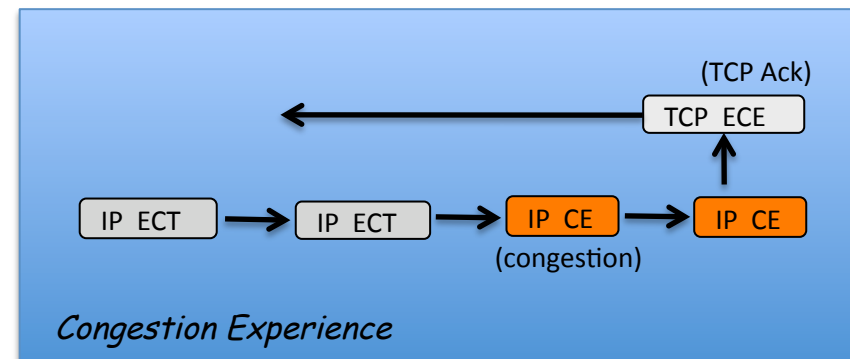 (TCP Ack)
TCP ECE
IP ECT
IP ECT
IP CE
IP CE
(congestion)
Congestion Experience